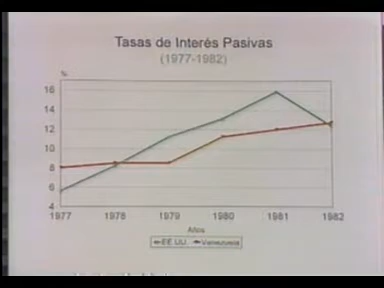 Tasas de Interés Pasivas
(1977-1982)
%
16
14
12
10
8
6
4
1977 1978 1979 1980 1981 1982
Años
EE.UU. Venezuela